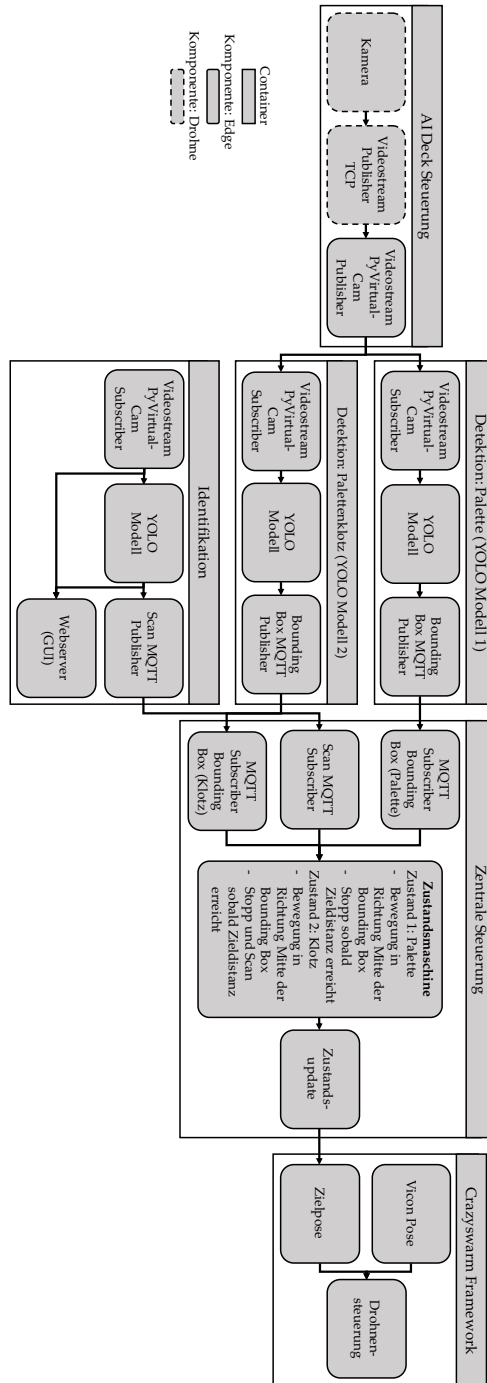 AI Deck Steuerung
Kamera
Videostream
Publisher
TCP
Videostream
PyVirtual-
Cam
Publisher
Container
Komponente: Edge
Komponente: Drohne
Detektion: Palette (YOLO Modell 1)
Videostream
PyVirtual-
Cam
Subscriber
YOLO
Modell
Bounding
Box MQTT
Publisher
Detektion: Palettenklotz (YOLO Modell 2)
Videostream
PyVirtual-
Cam
Subscriber
YOLO
Modell
Bounding
Box MQTT
Publisher
Identifikation
Videostream
PyVirtual-
Cam
Subscriber
YOLO
Modell
Scan MQTT
Publisher
Webserver
(GUI)
Zentrale Steuerung
MQTT
Subscriber
Bounding
Box (Palette)
Scan MQTT
Subscriber
MQTT
Subscriber
Bounding
Box (Klotz)
Zustandsmaschine
Zustand 1: Palette
- Bewegung in
Richtung Mitte der
Bounding Box
- Stopp sobald
Zieldistanz erreicht
Zustand 2: Klotz
- Bewegung in
Richtung Mitte der
Bounding Box
- Stopp und Scan
sobald Zieldistanz
erreicht
Zustands-
update
Crazyswarm Framework
Vicon Pose
Zielpose
Drohnen-
steuerung